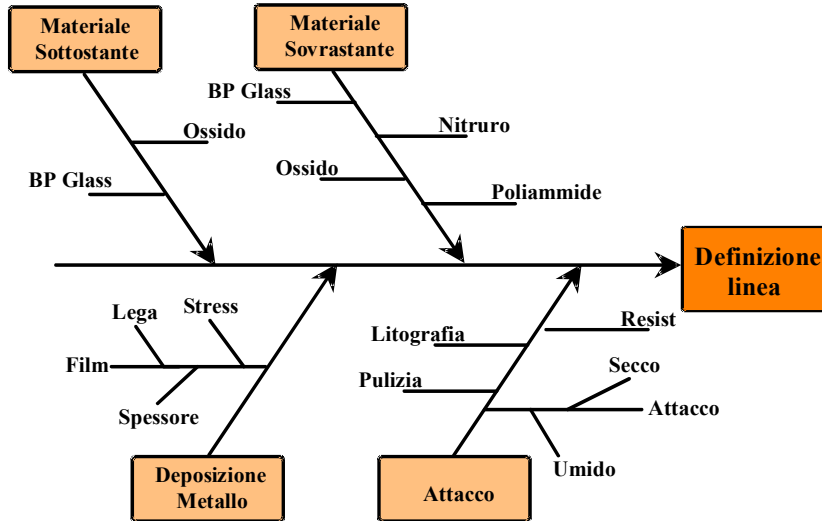 Materiale
Sottostante
Materiale
Sovrastante
BP Glass
Nitruro
Ossido
Ossido
BP Glass
Poliammide
Definizione
linea
Lega
Stress
Resist
Litografia
Film
Secco
Pulizia
Spessore
Attacco
Umido
Deposizione
Metallo
Attacco